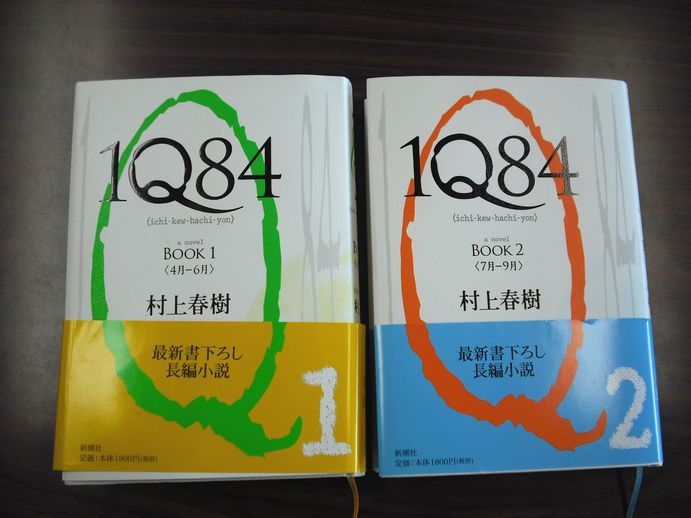 1Q84
〈ichi-kew-hachi-yon〉
a novel
BOOK 1
〈4月–6月〉
村上春樹
最新書下ろし
長編小説
1
新潮社
定価:本体1800円(税別)
1Q84
〈ichi-kew-hachi-yon〉
a novel
BOOK 2
〈7月–9月〉
村上春樹
最新書下ろし
長編小説
2
新潮社
定価:本体1800円(税別)